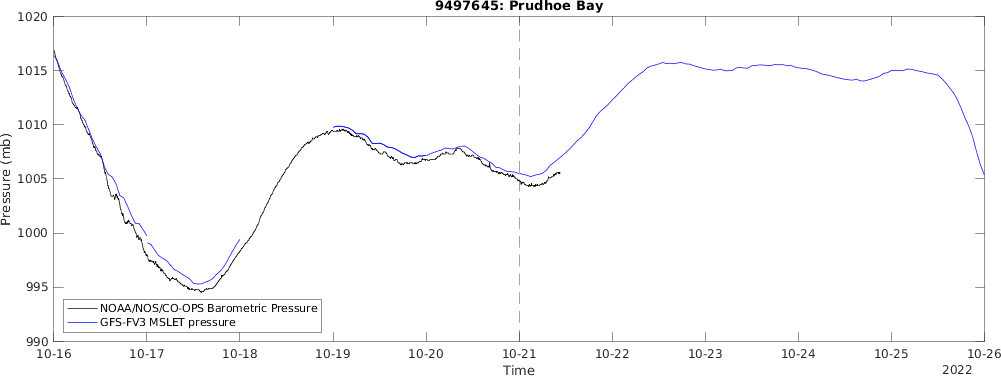 9497645: Prudhoe Bay
1020
1015
1010
1005
1000
995
990
Pressure (mb)
NOAA/NOS/CO-OPS Barometric Pressure
GFS-FV3 MSLET pressure
10-16 10-17 10-18 10-19 10-20 10-21 10-22 10-23 10-24 10-25 10-26
Time
2022